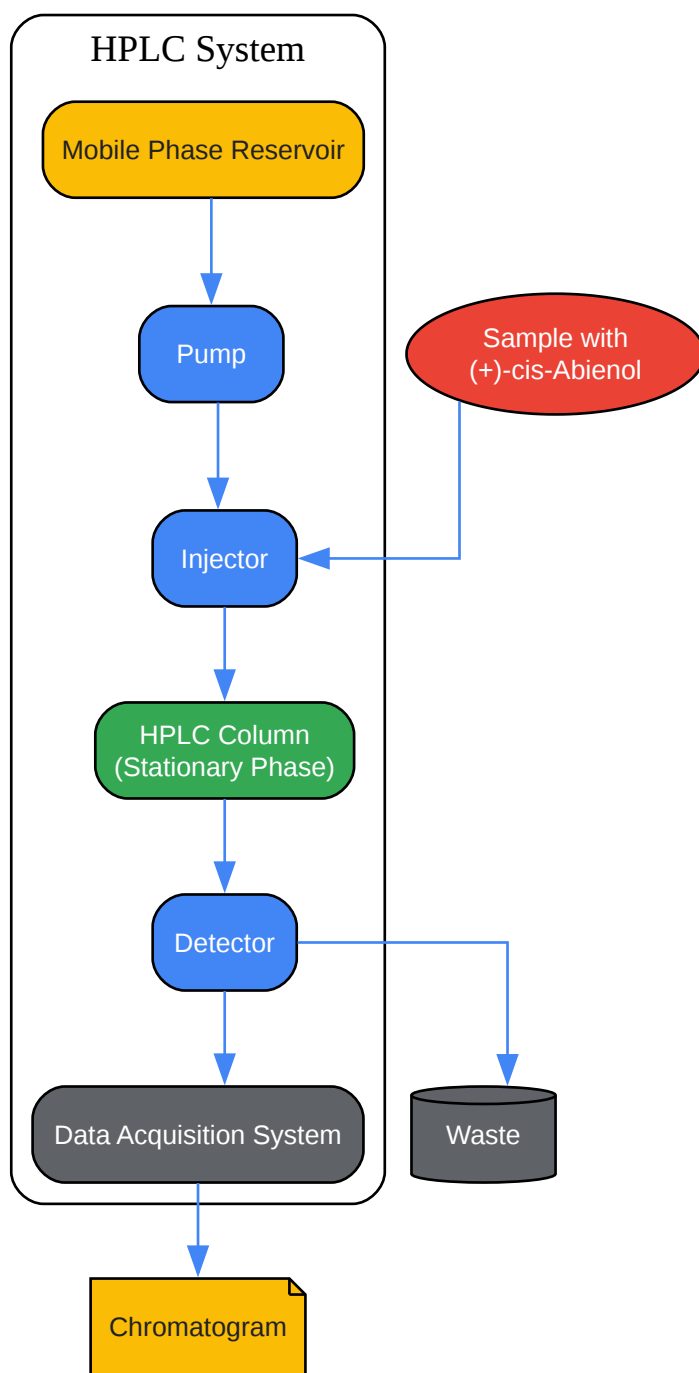 HPLC System
Mobile Phase Reservoir
Pump
Sample with
(+)-cis-Abienol
Injector
HPLC Column
(Stationary Phase)
Detector
Data Acquisition System
Waste
Chromatogram